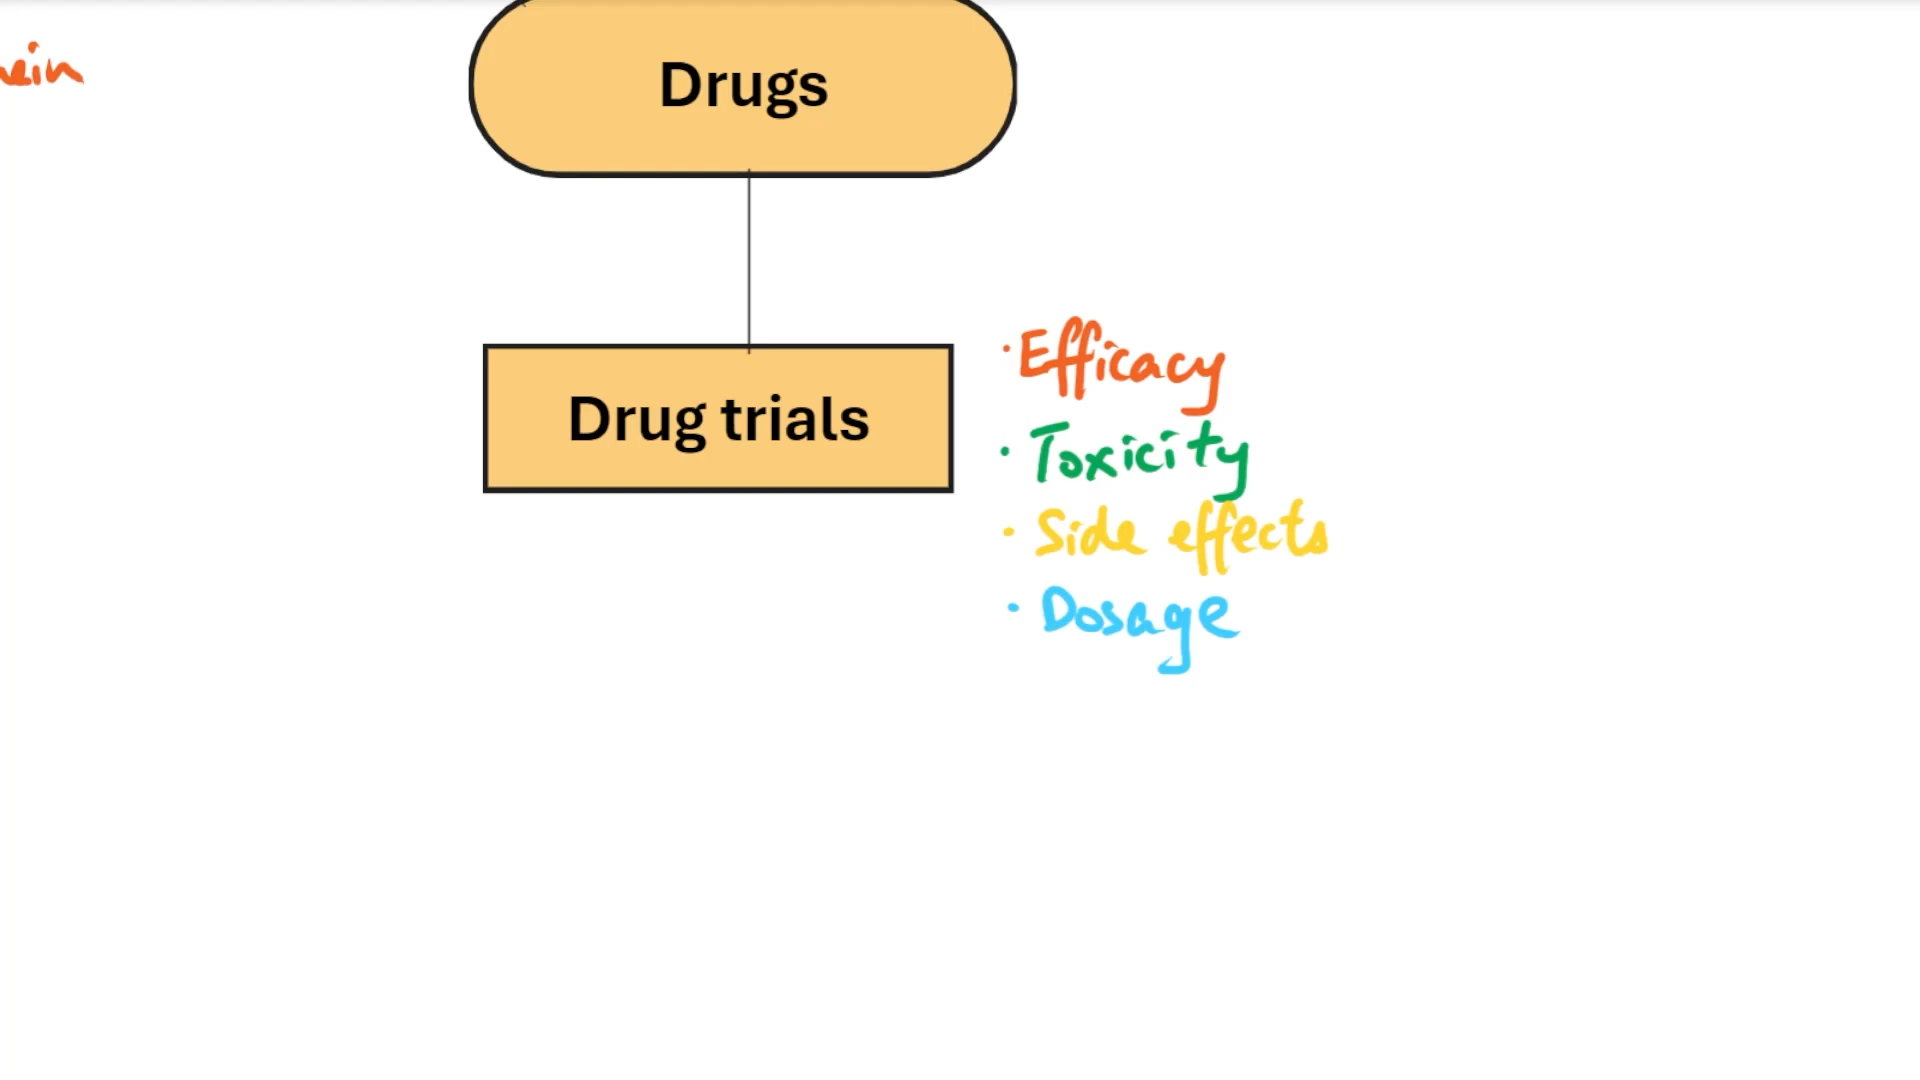 Drugs
Drug trials
· Efficacy
· Toxicity
· Side effects
· Dosage